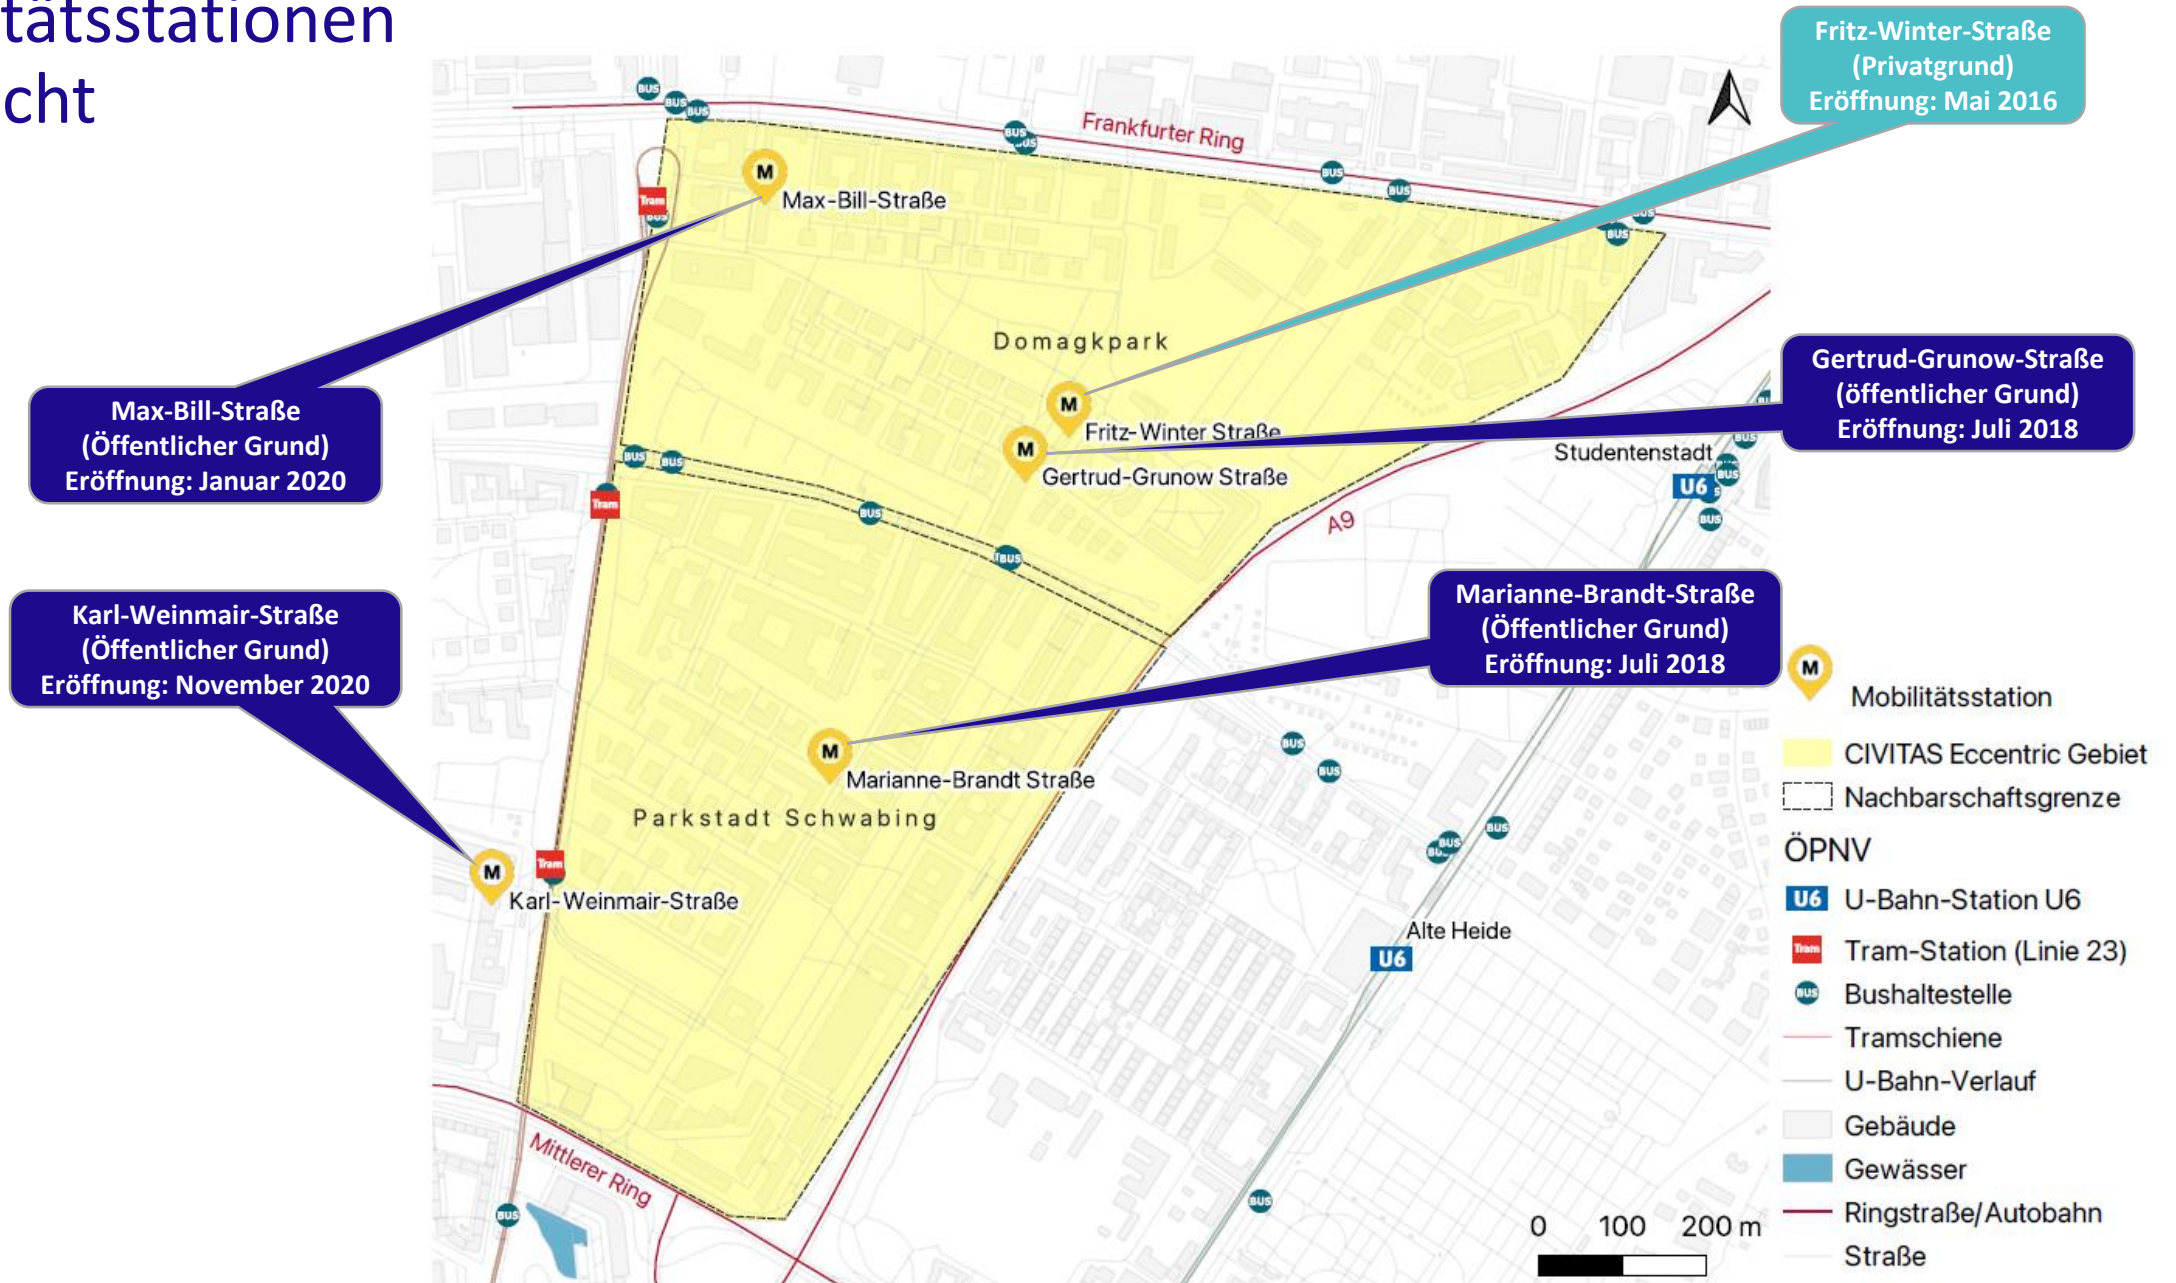 tätsstationen
cht
Fritz-Winter-Straße
(Privatgrund)
Eröffnung: Mai 2016
Frankfurter Ring
Max-Bill-Straße
Domagkpark
Max-Bill-Straße
(Öffentlicher Grund)
Eröffnung: Januar 2020
Gertrud-Grunow-Straße
(öffentlicher Grund)
Eröffnung: Juli 2018
Fritz-Winter Straße
Gertrud-Grunow Straße
Studentenstadt
U6
A9
Karl-Weinmair-Straße
(Öffentlicher Grund)
Eröffnung: November 2020
Marianne-Brandt-Straße
(Öffentlicher Grund)
Eröffnung: Juli 2018
Marianne-Brandt Straße
Parkstadt Schwabing
Karl-Weinmair-Straße
Alte Heide
U6
Mittlerer Ring
M Mobilitätsstation
CIVITAS Eccentric Gebiet
Nachbarschaftsgrenze
ÖPNV
U6 U-Bahn-Station U6
Tram Tram-Station (Linie 23)
BUS Bushaltestelle
Tramschiene
U-Bahn-Verlauf
Gebäude
Gewässer
Ringstraße/Autobahn
Straße
0 100 200 m